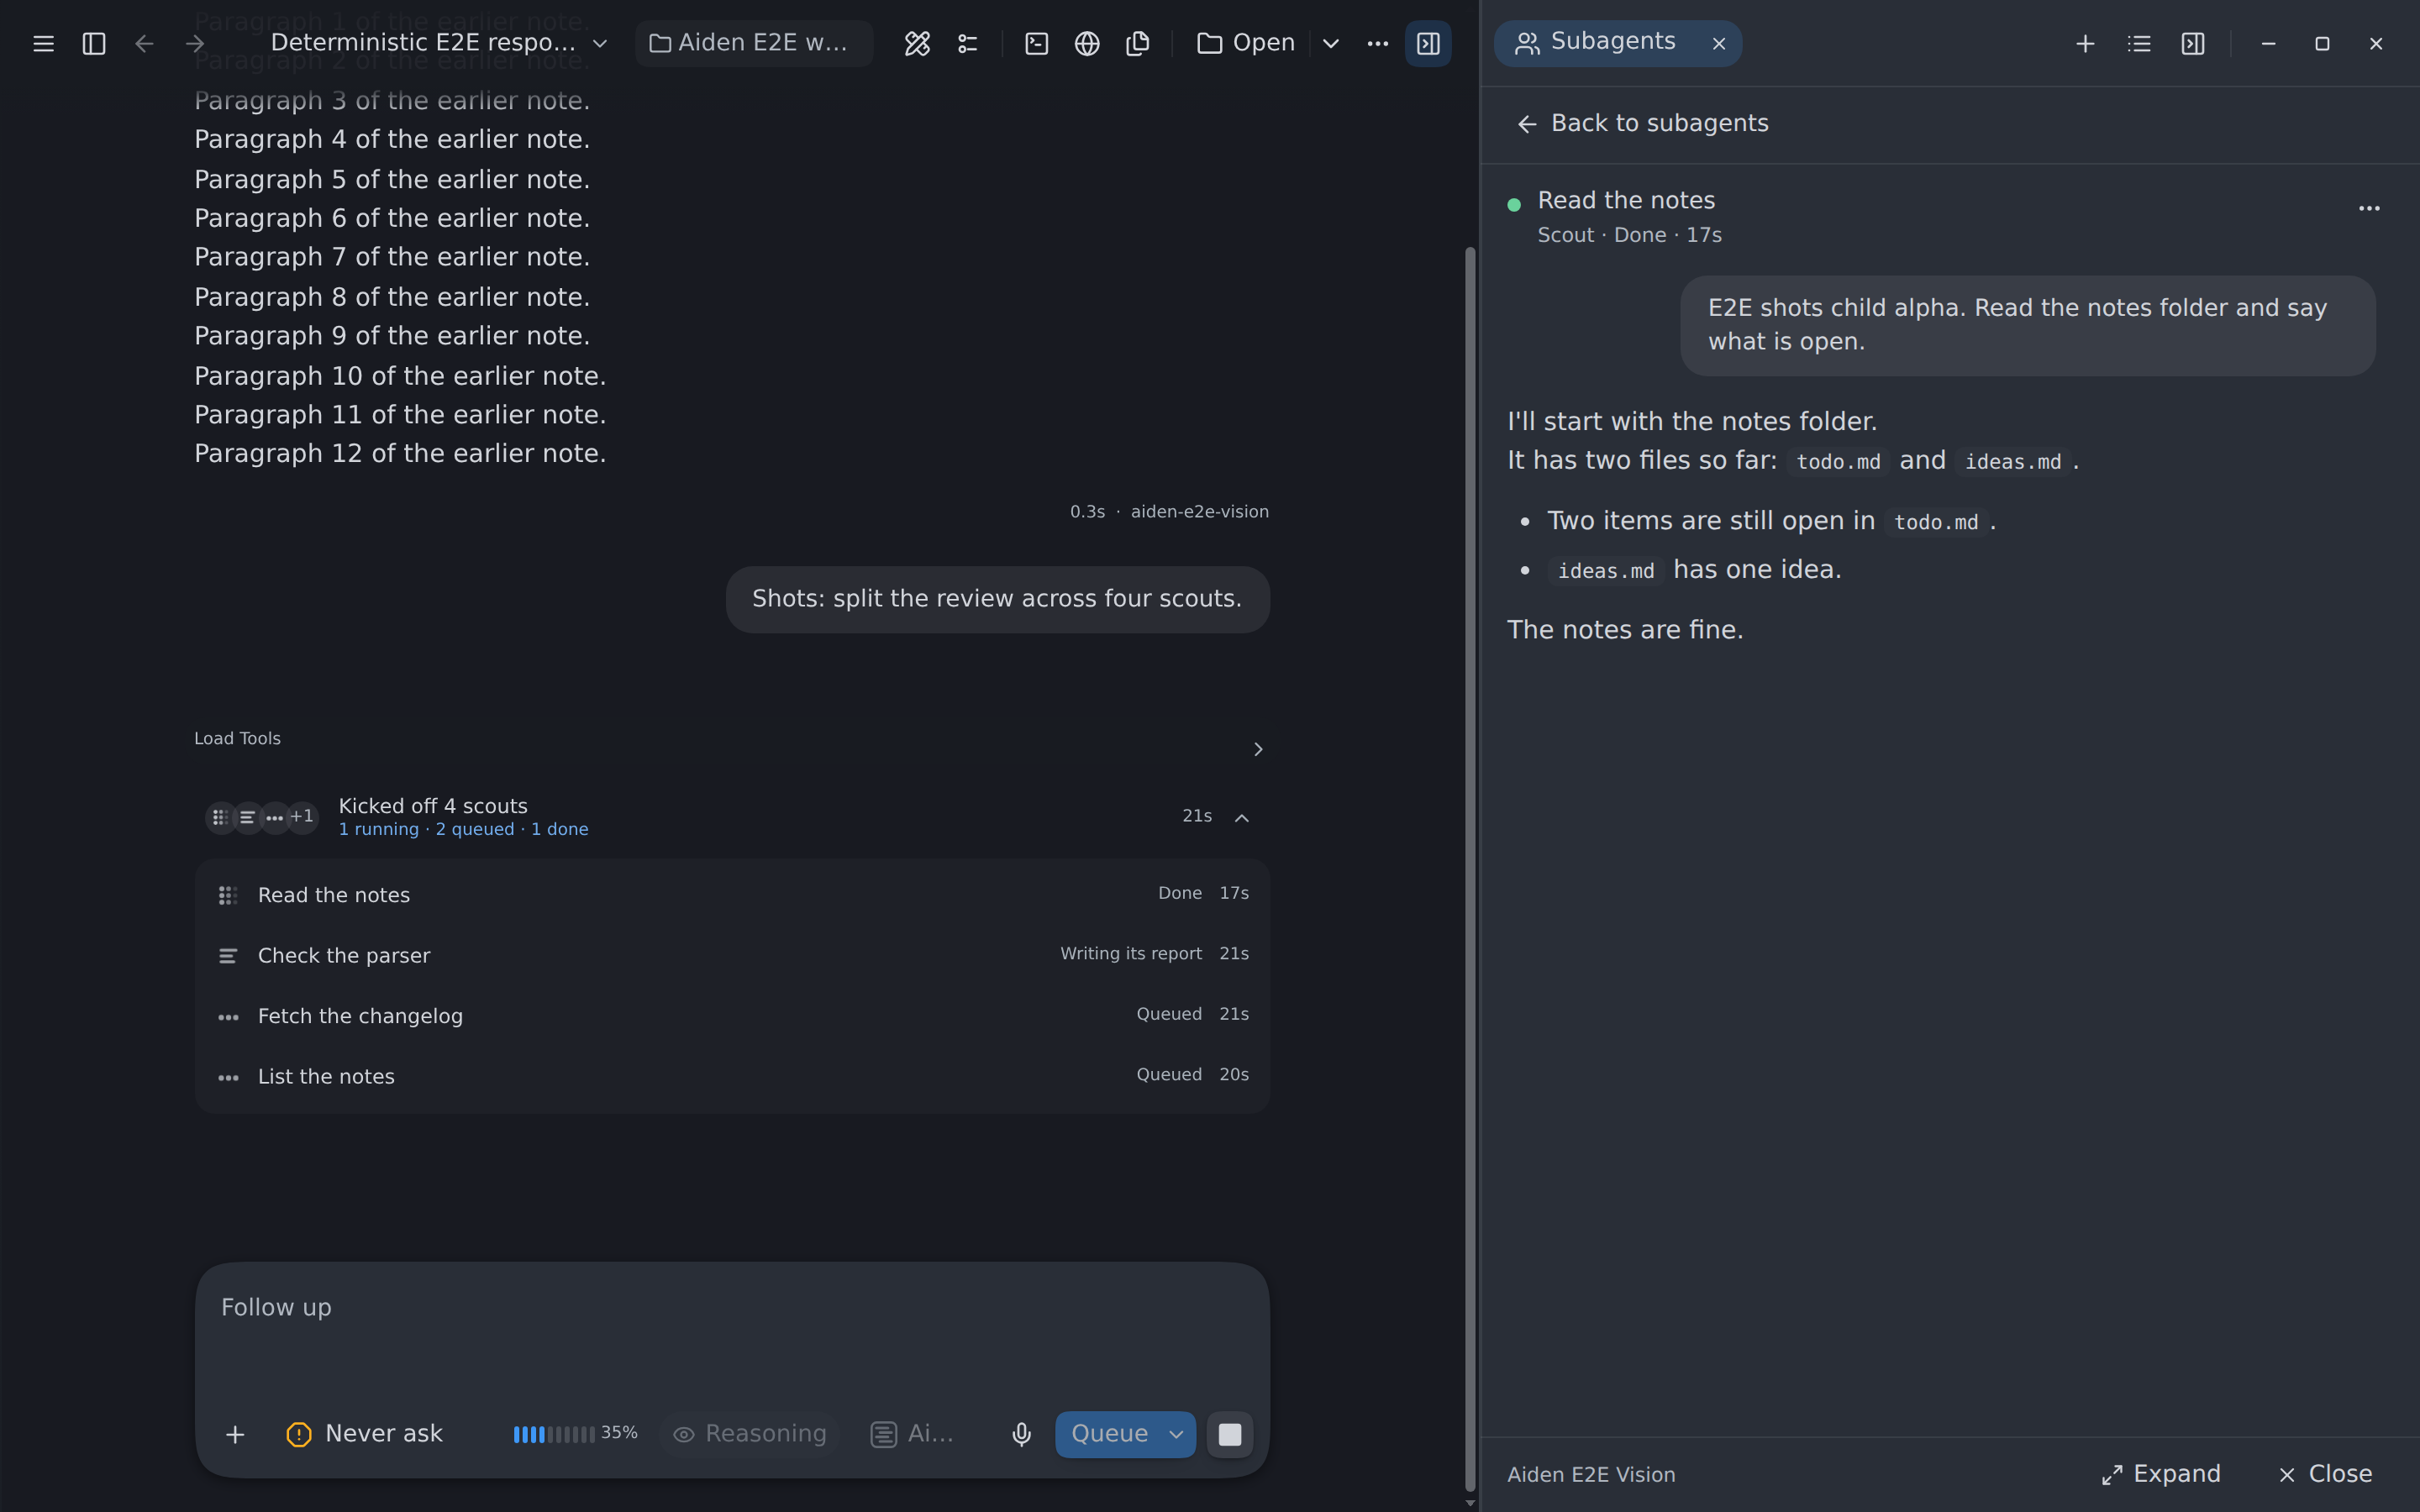 Paragraph 1 of the earlier note.
Deterministic E2E respo...
Aiden E2E w...
Open
Paragraph 2 of the earlier note.
Paragraph 3 of the earlier note.
Paragraph 4 of the earlier note.
Paragraph 5 of the earlier note.
Paragraph 6 of the earlier note.
Paragraph 7 of the earlier note.
Paragraph 8 of the earlier note.
Paragraph 9 of the earlier note.
Paragraph 10 of the earlier note.
Paragraph 11 of the earlier note.
Paragraph 12 of the earlier note.
0.3s · aiden-e2e-vision
Shots: split the review across four scouts.
Load Tools
+1
Kicked off 4 scouts
1 running · 2 queued · 1 done
21s
Read the notes Done 17s
Check the parser Writing its report 21s
Fetch the changelog Queued 21s
List the notes Queued 20s
Follow up
Never ask
35%
Reasoning
Ai...
Queue
Subagents
Back to subagents
Read the notes
Scout · Done · 17s
E2E shots child alpha. Read the notes folder and say
what is open.
I'll start with the notes folder.
It has two files so far: todo.md and ideas.md.
• Two items are still open in todo.md.
• ideas.md has one idea.
The notes are fine.
Aiden E2E Vision
Expand
Close